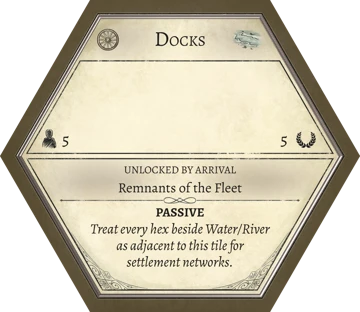 Docks
5
5
UNLOCKED BY ARRIVAL
Remnants of the Fleet
PASSIVE
Treat every hex beside Water/River
as adjacent to this tile for
settlement networks.